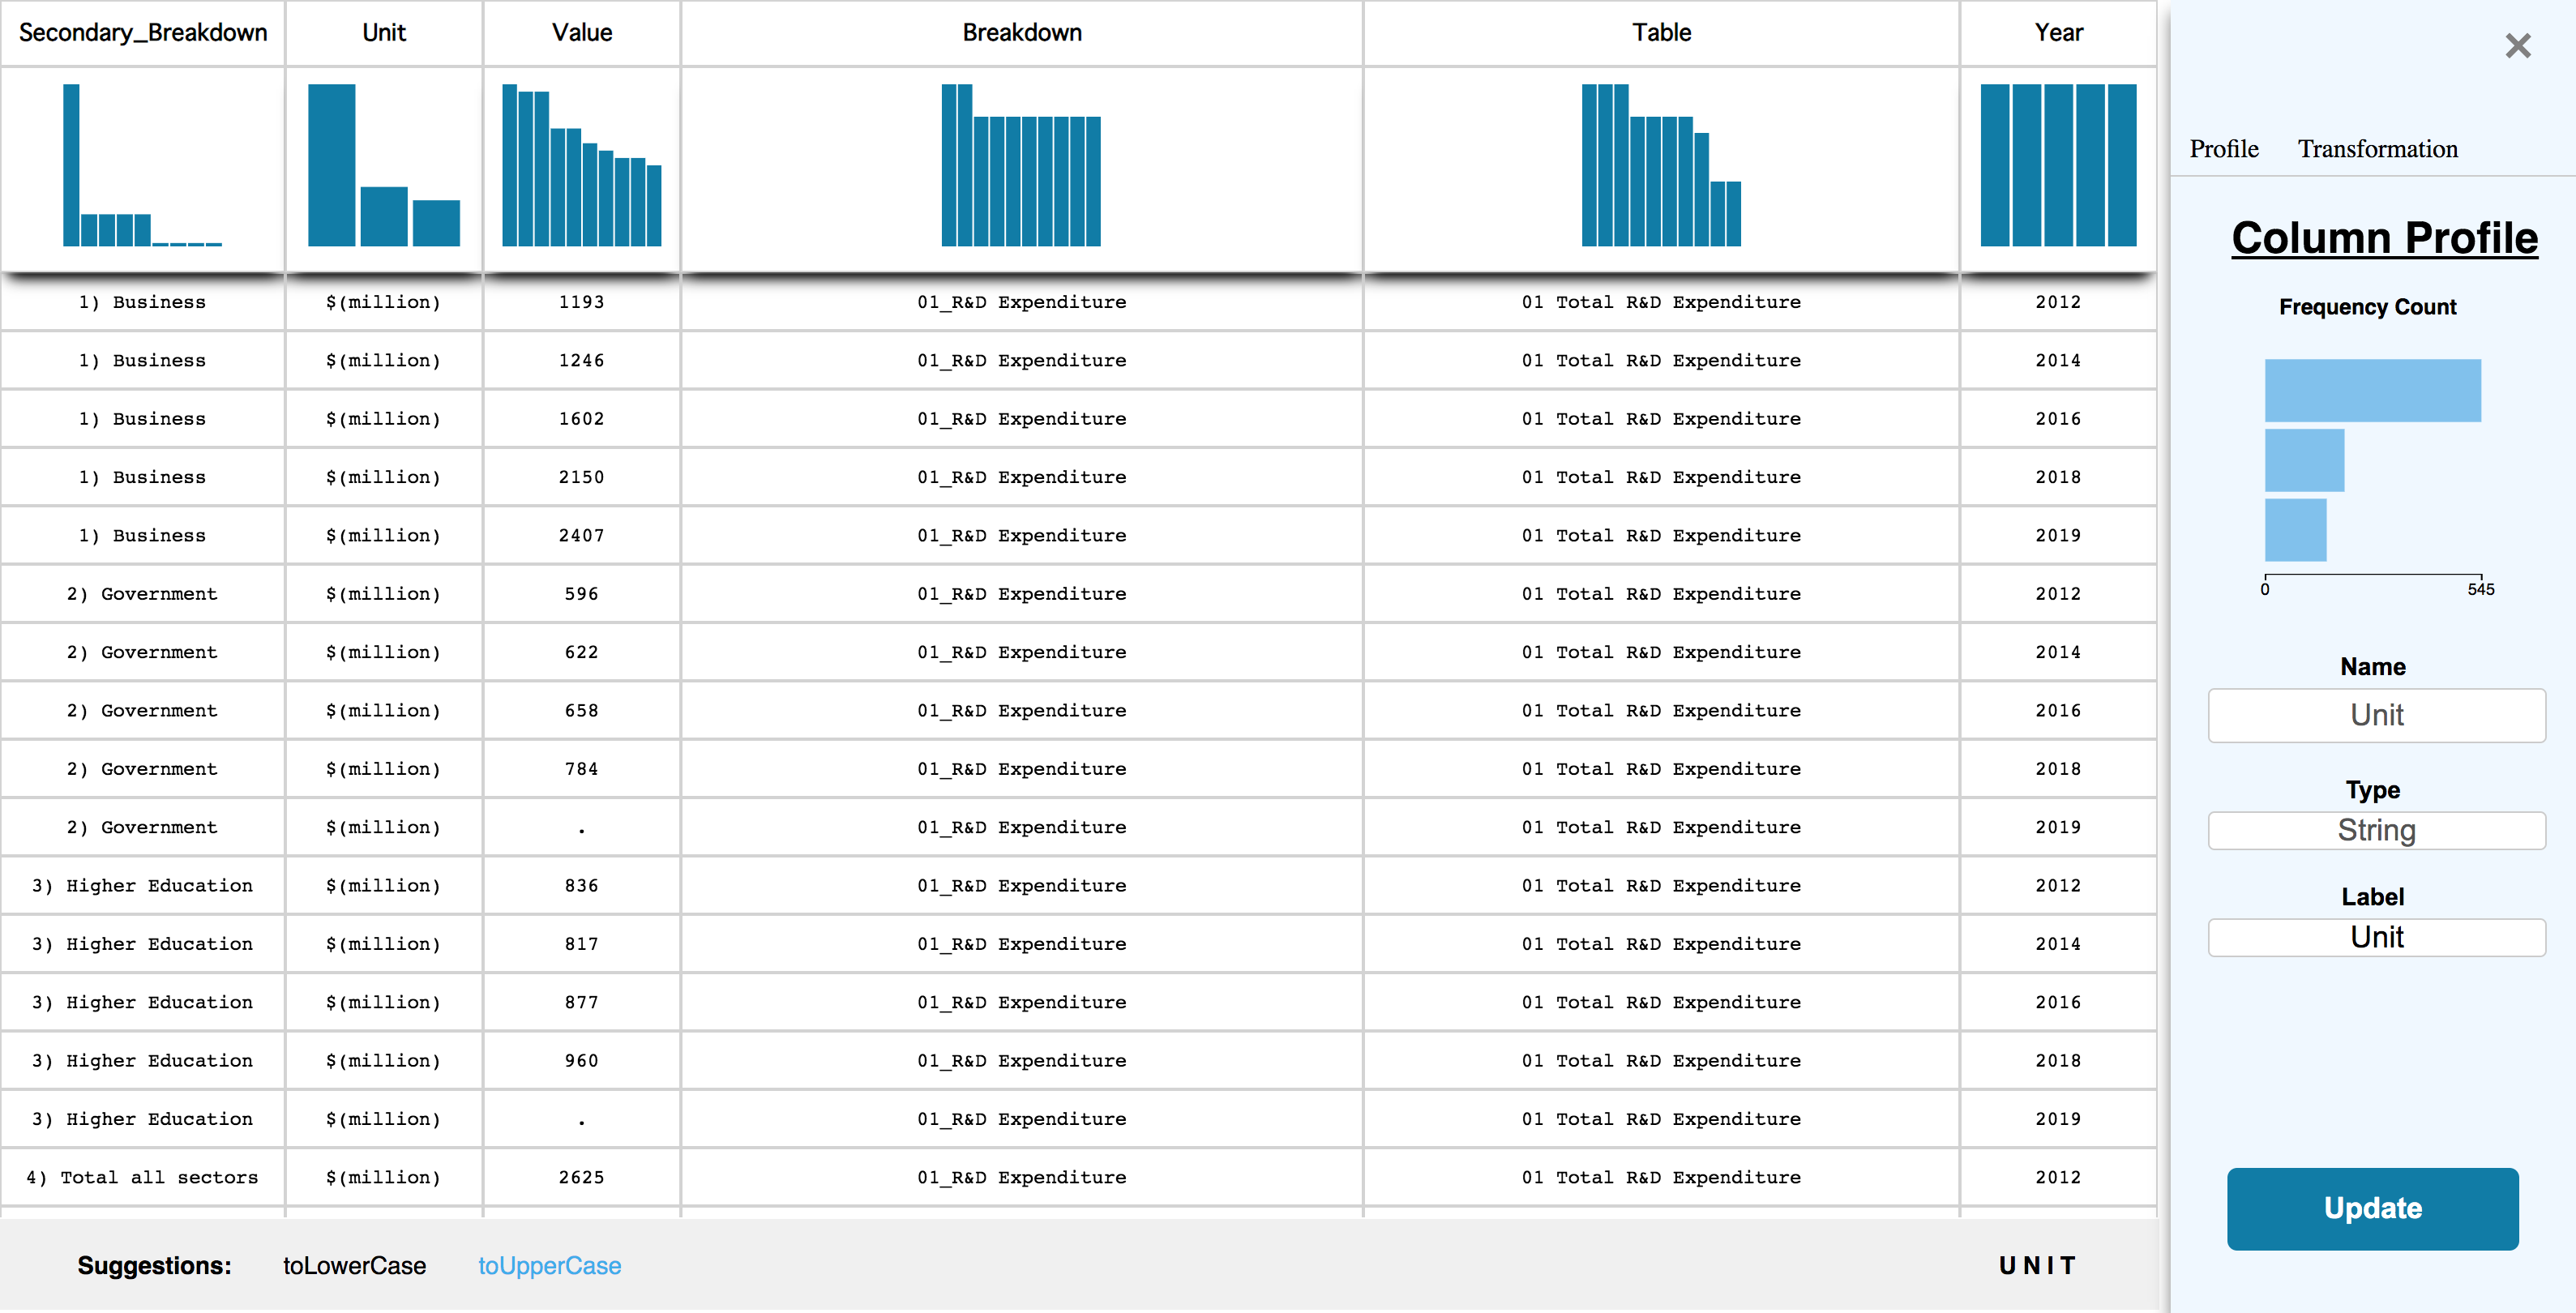 Secondary_Breakdown Unit Value Breakdown Table Year
1) Business $(million) 1193 01_R&D Expenditure 01 Total R&D Expenditure 2012
1) Business $(million) 1246 01_R&D Expenditure 01 Total R&D Expenditure 2014
1) Business $(million) 1602 01_R&D Expenditure 01 Total R&D Expenditure 2016
1) Business $(million) 2150 01_R&D Expenditure 01 Total R&D Expenditure 2018
1) Business $(million) 2407 01_R&D Expenditure 01 Total R&D Expenditure 2019
2) Government $(million) 596 01_R&D Expenditure 01 Total R&D Expenditure 2012
2) Government $(million) 622 01_R&D Expenditure 01 Total R&D Expenditure 2014
2) Government $(million) 658 01_R&D Expenditure 01 Total R&D Expenditure 2016
2) Government $(million) 784 01_R&D Expenditure 01 Total R&D Expenditure 2018
2) Government $(million) . 01_R&D Expenditure 01 Total R&D Expenditure 2019
3) Higher Education $(million) 836 01_R&D Expenditure 01 Total R&D Expenditure 2012
3) Higher Education $(million) 817 01_R&D Expenditure 01 Total R&D Expenditure 2014
3) Higher Education $(million) 877 01_R&D Expenditure 01 Total R&D Expenditure 2016
3) Higher Education $(million) 960 01_R&D Expenditure 01 Total R&D Expenditure 2018
3) Higher Education $(million) . 01_R&D Expenditure 01 Total R&D Expenditure 2019
4) Total all sectors $(million) 2625 01_R&D Expenditure 01 Total R&D Expenditure 2012
Suggestions: toLowerCase toUpperCase UNIT
×
Profile Transformation
Column Profile
Frequency Count
0 545
Name
Unit
Type
String
Label
Unit
Update